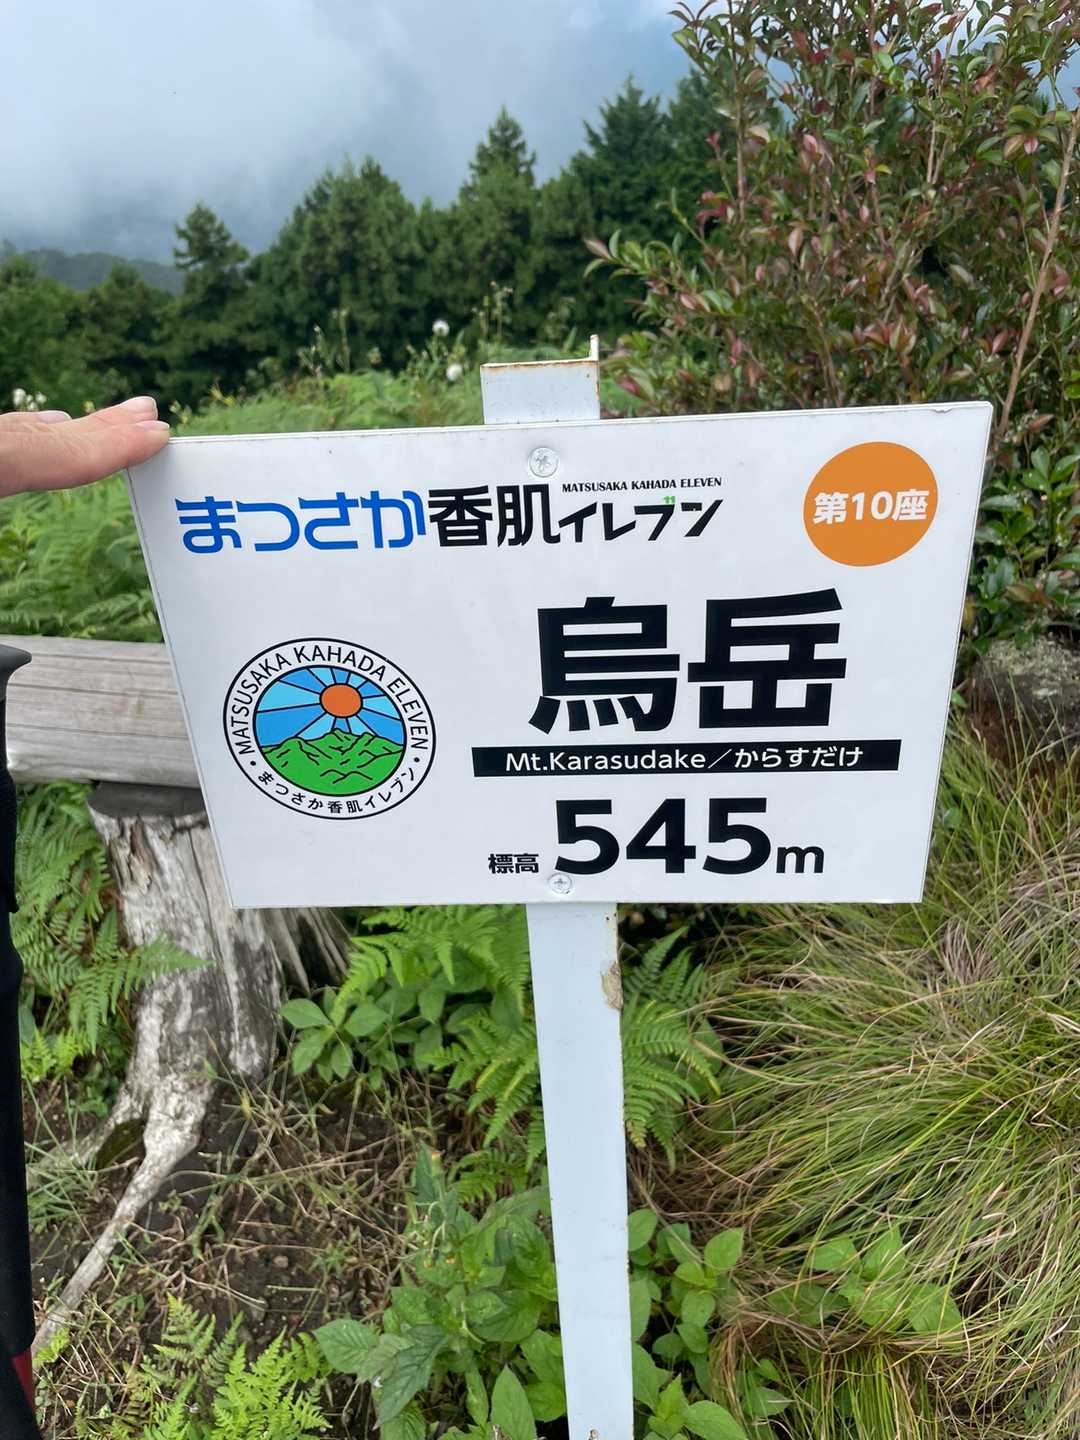 MATSUSAKA KAHADA ELEVEN
まつさか香肌イレブン
第10座
烏岳
Mt.Karasudake／からすだけ
標高 545m
MATSUSAKA KAHADA ELEVEN
・まつさか香肌イレブン・